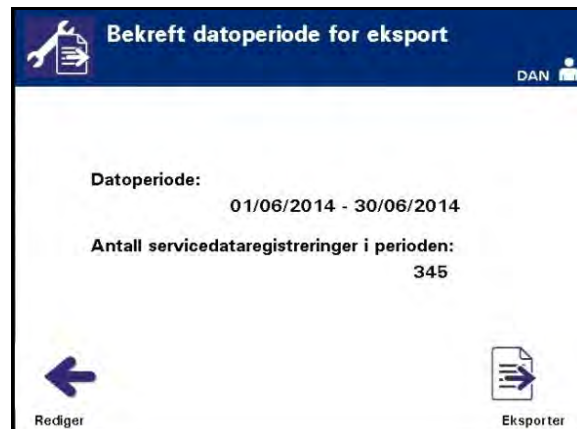 Bekreft datoperiode for eksport
DAN
Datoperiode:
01/06/2014 - 30/06/2014
Antall servicedataregistreringer i perioden:
345
Rediger
Eksporter